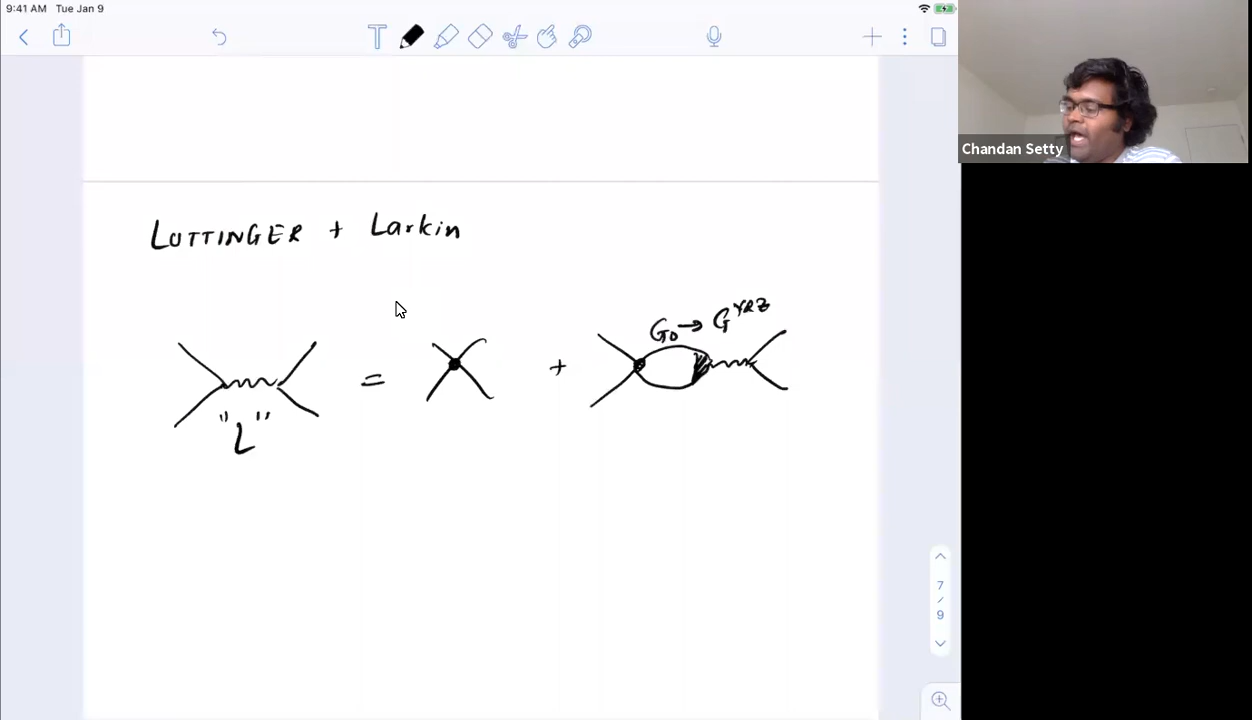 9:41 AM Tue Jan 9
Chandan Setty
LUTTINGER + Larkin
G₀ → G^YRZ
= + 
"L"
7
/
9